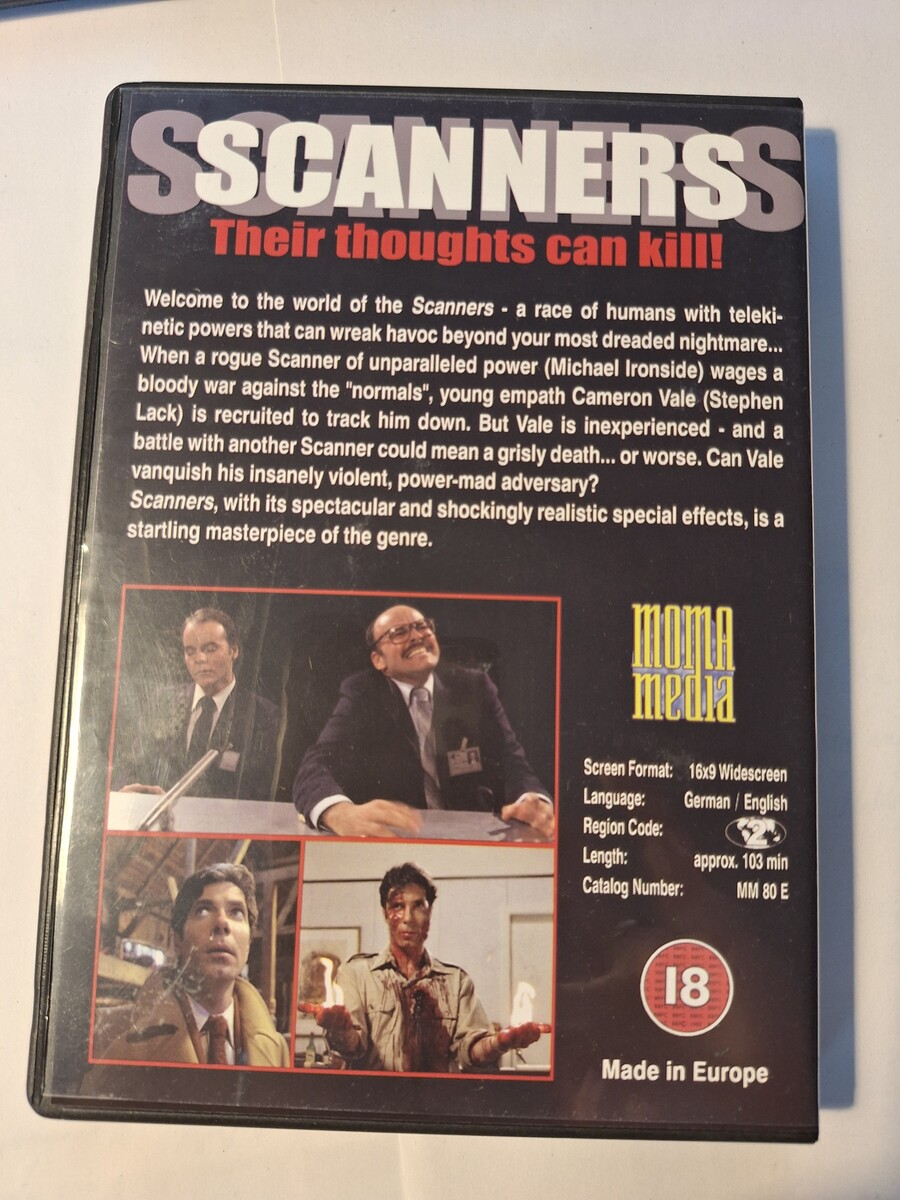 SCANNERS
SCANNERS
Their thoughts can kill!
Welcome to the world of the Scanners - a race of humans with teleki-
netic powers that can wreak havoc beyond your most dreaded nightmare...
When a rogue Scanner of unparalleled power (Michael Ironside) wages a
bloody war against the "normals", young empath Cameron Vale (Stephen
Lack) is recruited to track him down. But Vale is inexperienced - and a
battle with another Scanner could mean a grisly death... or worse. Can Vale
vanquish his insanely violent, power-mad adversary?
Scanners, with its spectacular and shockingly realistic special effects, is a
startling masterpiece of the genre.
MOMA
media
Screen Format: 16x9 Widescreen
Language: German / English
Region Code: 2
Length: approx. 103 min
Catalog Number: MM 80 E
18
Made in Europe